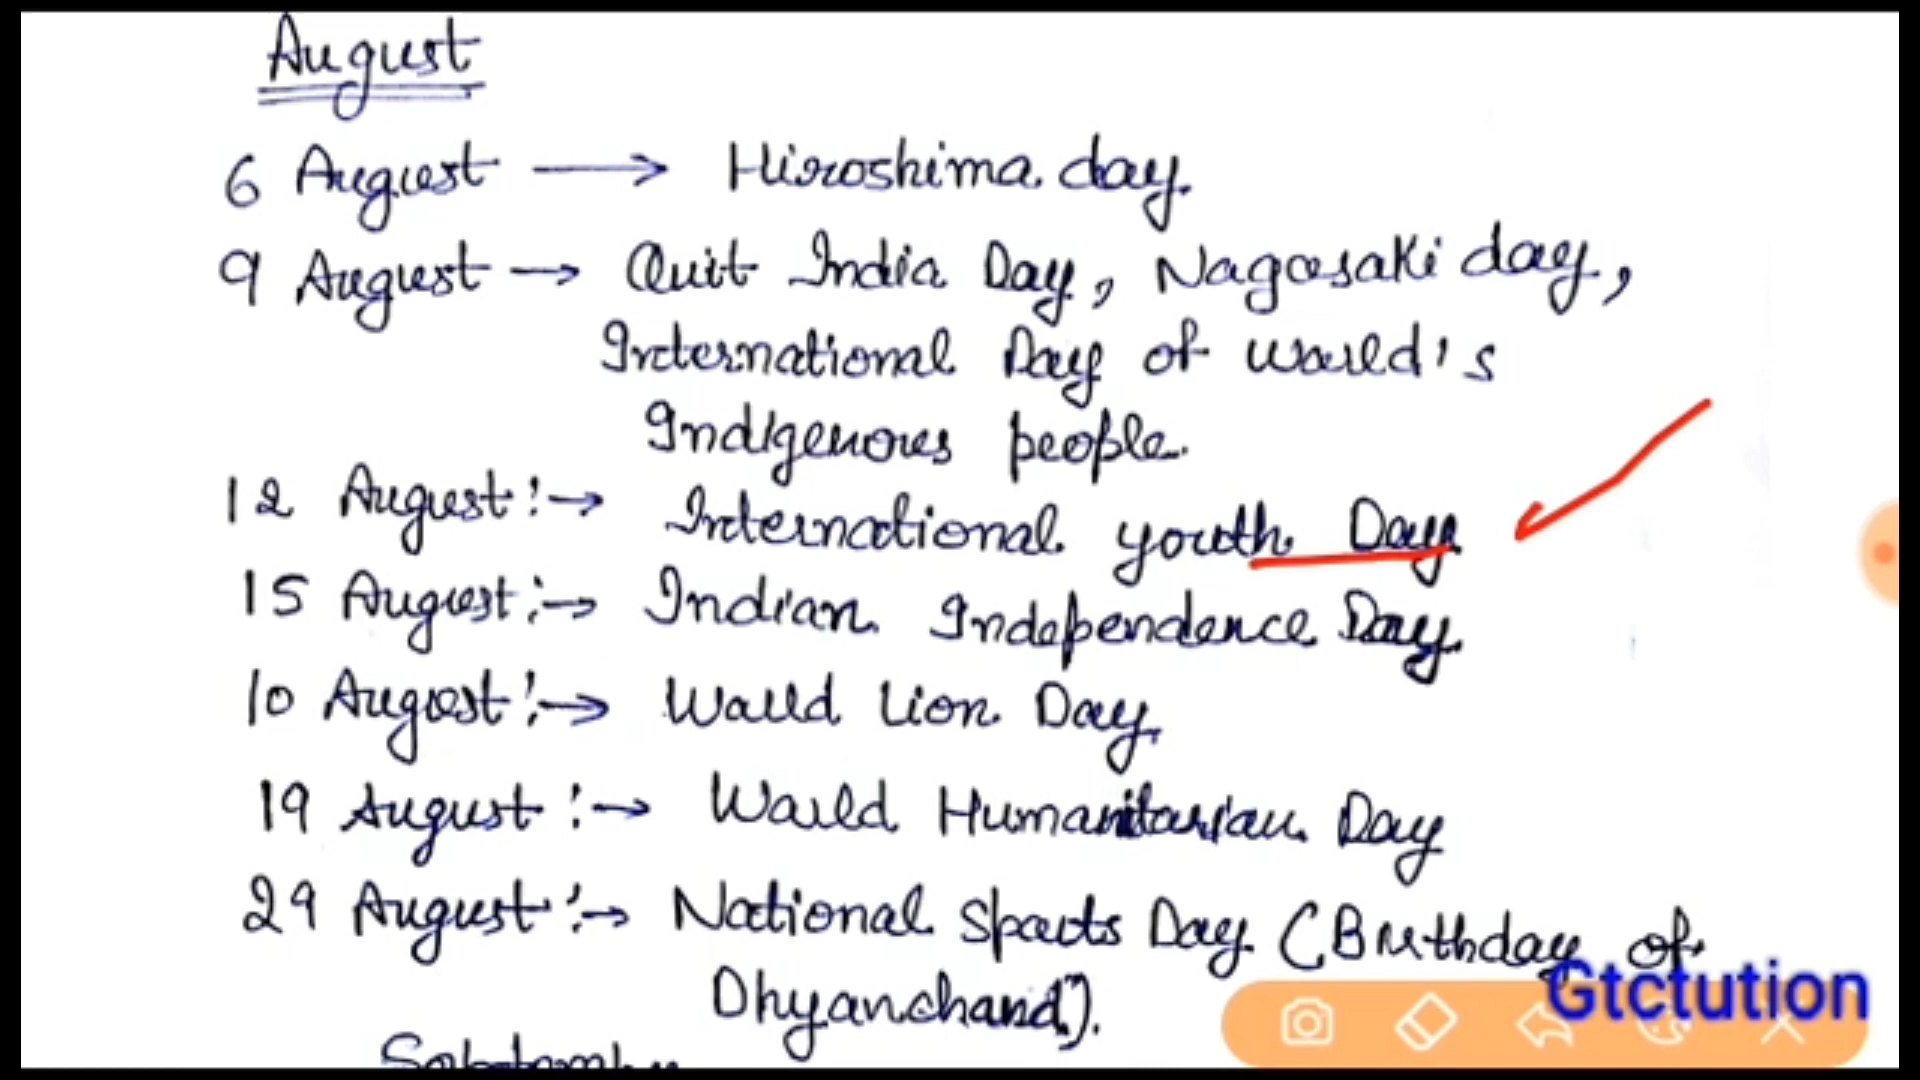 August
6 August → Hiroshima day.
9 August → Quit India Day, Nagasaki day,
International Day of World's
Indigenous people.
12 August :→ International youth Day
15 August :→ Indian Independence Day
10 August :→ World Lion Day
19 August :→ World Humanitarian Day
29 August :→ National Sports Day (Birthday of
Dhyanchand).
Gtctution